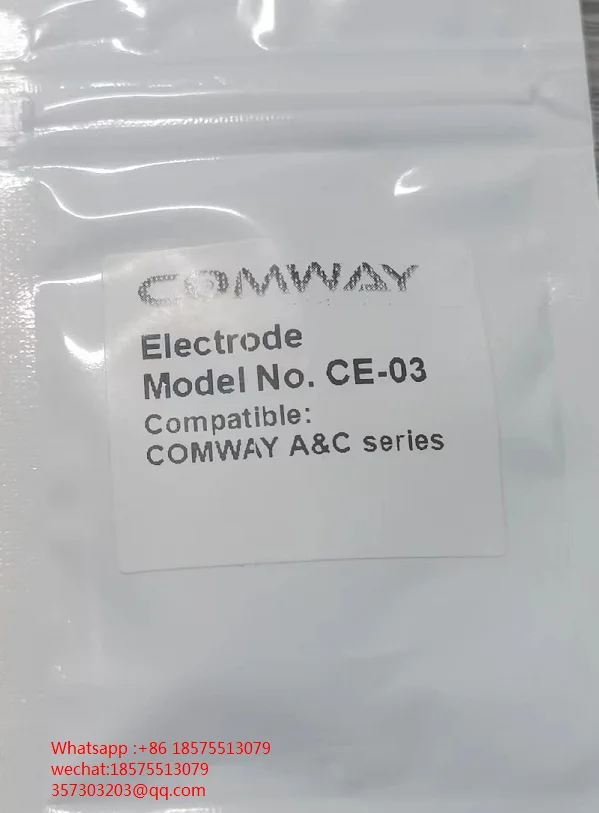 COMWAY
Electrode
Model No. CE-03
Compatible:
COMWAY A&C series
Whatsapp :+86 18575513079
wechat:18575513079
357303203@qq.com